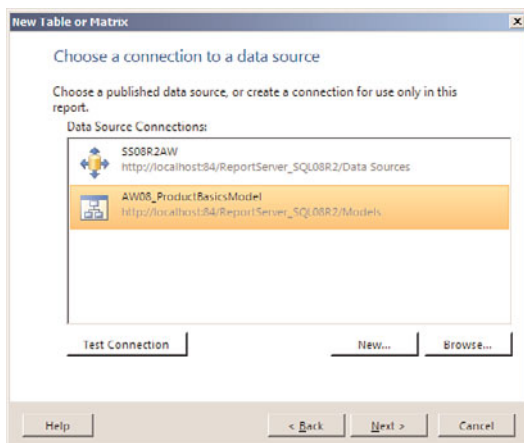 New Table or Matrix
Choose a connection to a data source
Choose a published data source, or create a connection for use only in this
report.
Data Source Connections:
SS08R2AW
http://localhost:84/ReportServer_SQL08R2/Data Sources
AW08_ProductBasicsModel
http://localhost:84/ReportServer_SQL08R2/Models
Test Connection
New...
Browse...
Help
< Back
Next >
Cancel